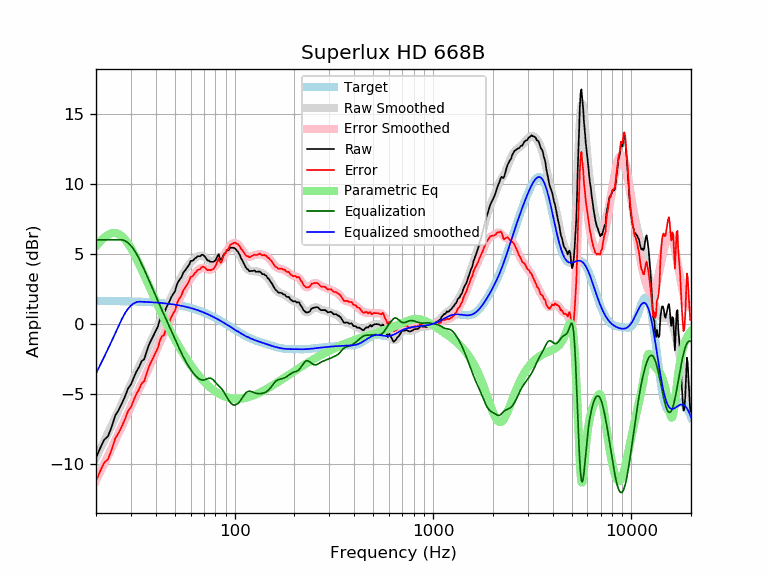 Superlux HD 668B
Target
Raw Smoothed
Error Smoothed
Raw
Error
Parametric Eq
Equalization
Equalized smoothed
15
10
5
0
−5
−10
Amplitude (dBr)
100 1000 10000
Frequency (Hz)